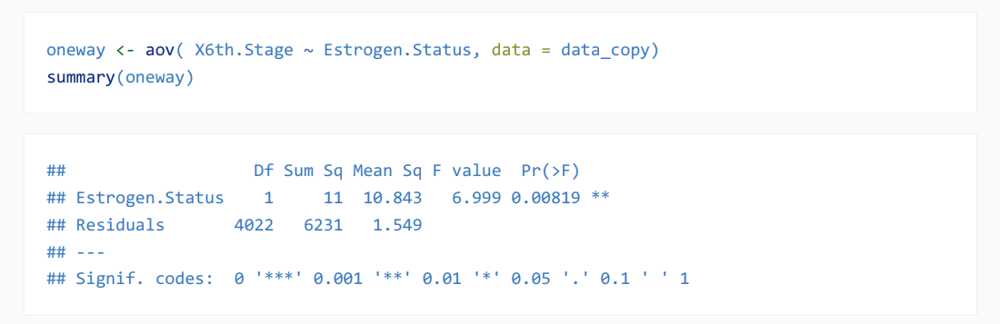 oneway <- aov( X6th.Stage ~ Estrogen.Status, data = data_copy)
summary(oneway)
##                   Df Sum Sq Mean Sq F value  Pr(>F)
## Estrogen.Status    1     11  10.843   6.999 0.00819 **
## Residuals       4022   6231   1.549
## ---
## Signif. codes:  0 '***' 0.001 '**' 0.01 '*' 0.05 '.' 0.1 ' ' 1